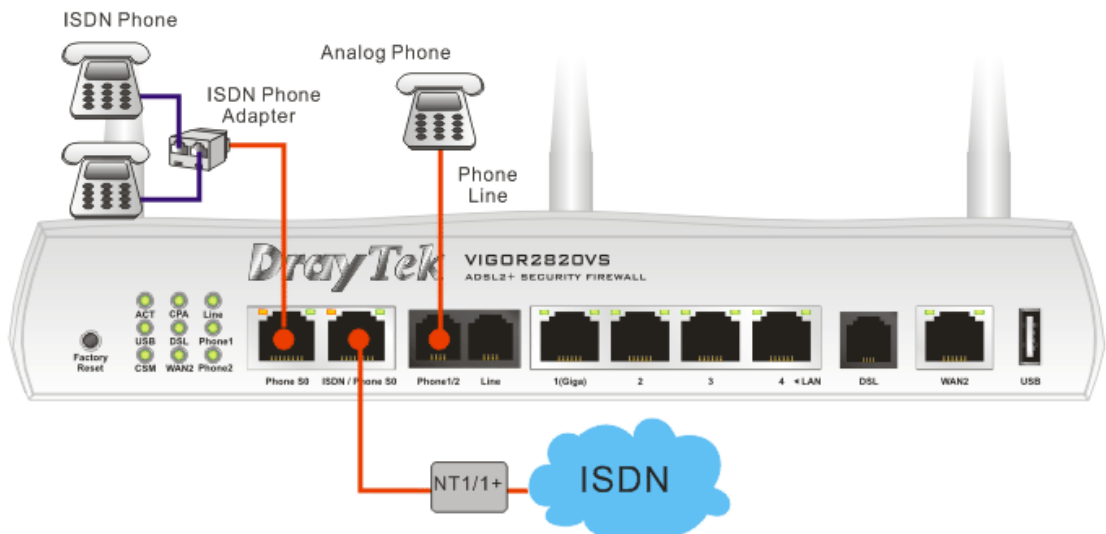 ISDN Phone
Analog Phone
ISDN Phone
Adapter
Phone
Line
DrayTek VIGOR2820VS
ADSL2+ SECURITY FIREWALL
ACT CPA Line
USB DSL Phone1
CSM WAN2 Phone2
Factory
Reset
Phone S0 ISDN / Phone S0 Phone1/2 Line 1(Giga) 2 3 4 ◄LAN DSL WAN2 USB
NT1/1+
ISDN